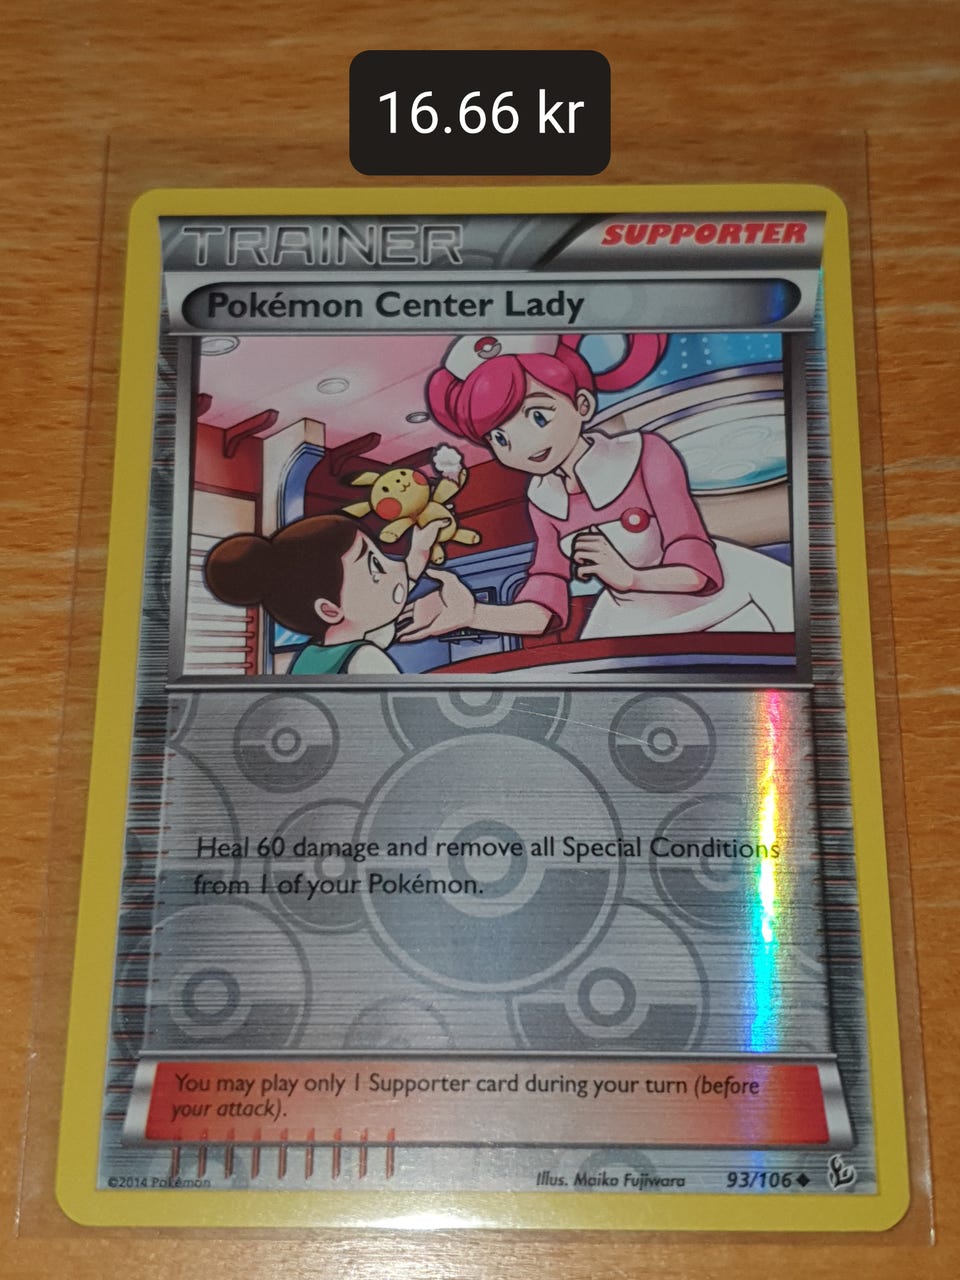 16.66 kr
TRAINER
SUPPORTER
Pokémon Center Lady
Heal 60 damage and remove all Special Conditions
from 1 of your Pokémon.
You may play only 1 Supporter card during your turn (before
your attack).
©2014 Pokémon
Illus. Maiko Fujiwara
93/106